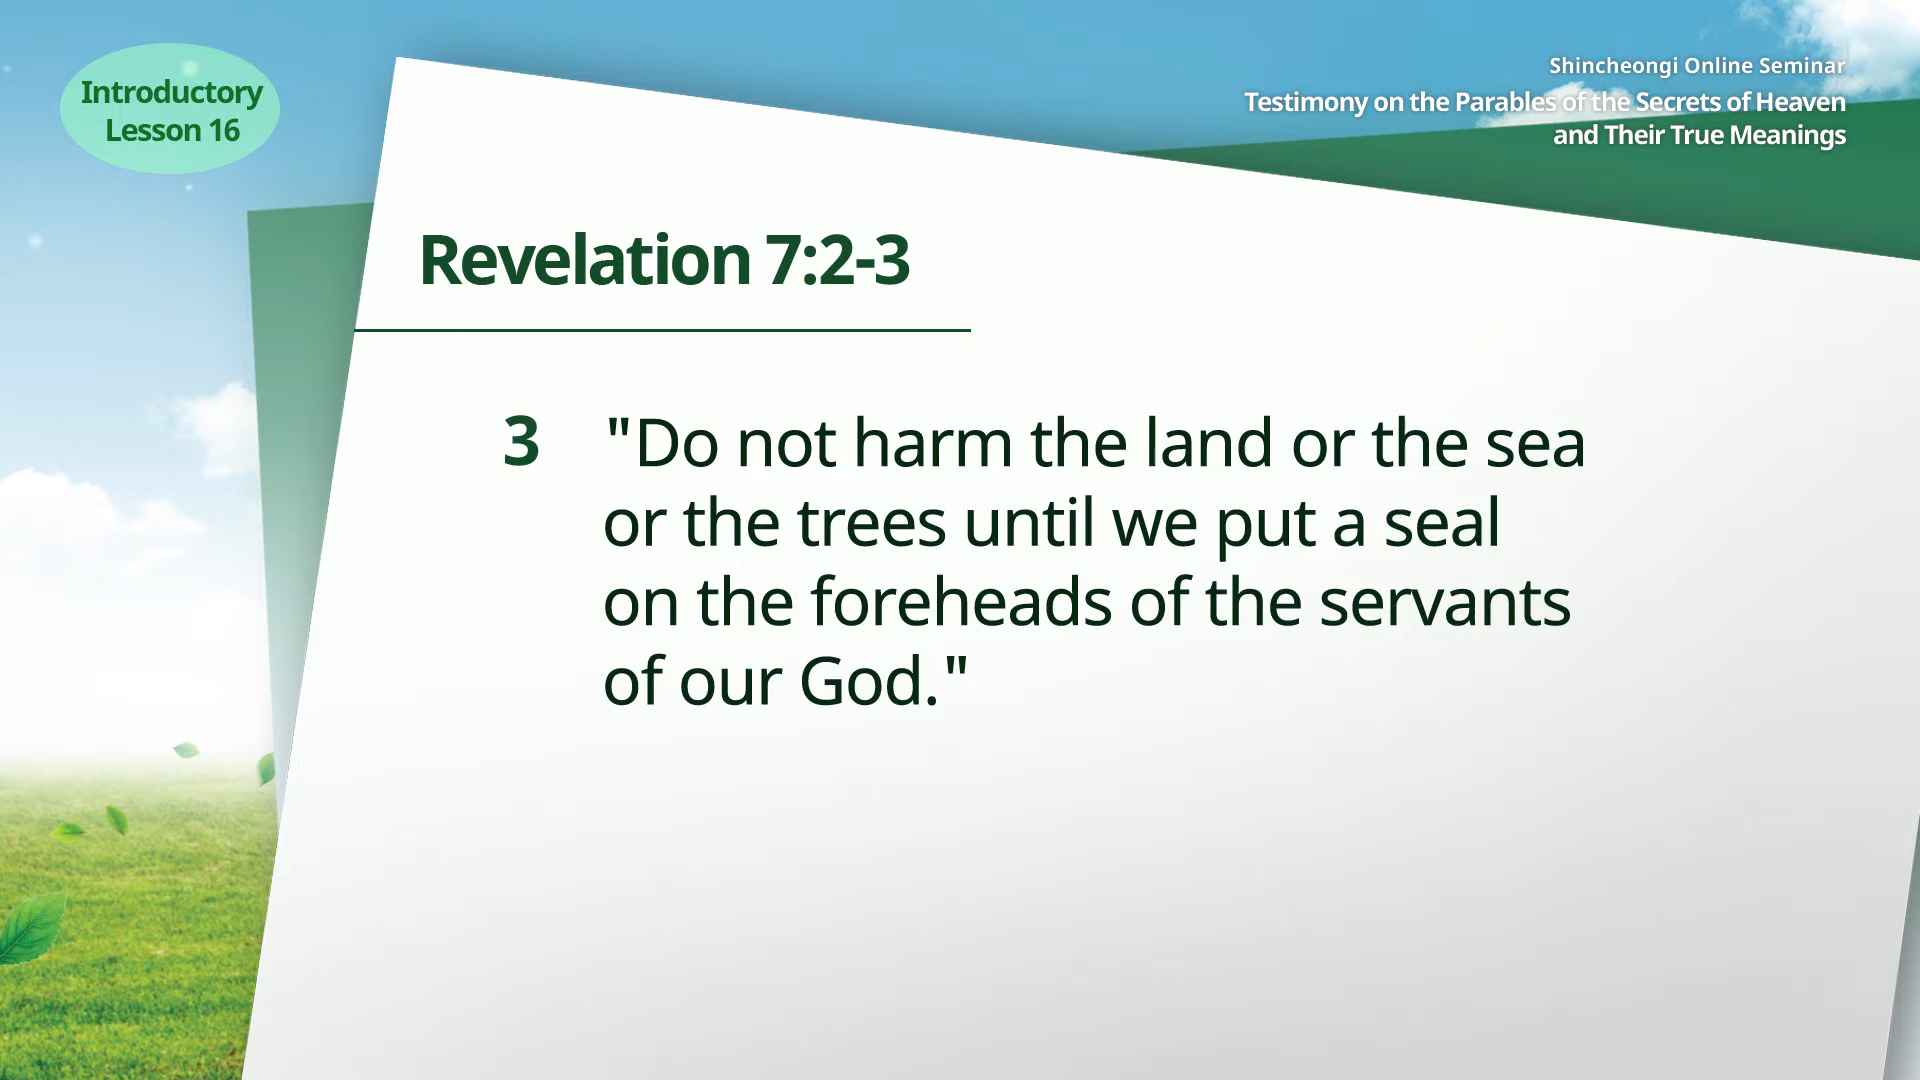 Introductory
Lesson 16
Shincheongi Online Seminar
Testimony on the Parables of the Secrets of Heaven
and Their True Meanings
Revelation 7:2-3
3 "Do not harm the land or the sea
or the trees until we put a seal
on the foreheads of the servants
of our God."